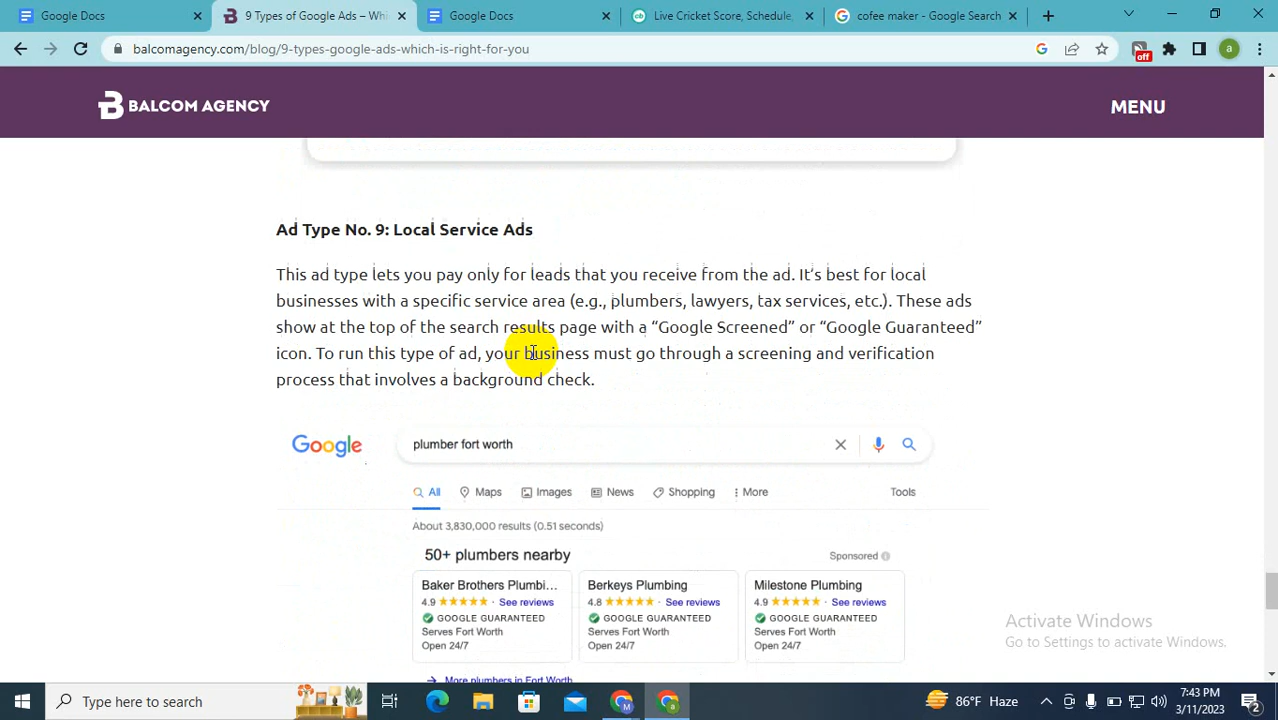 Google Docs
9 Types of Google Ads – Whi
Google Docs
Live Cricket Score, Schedule,
cofee maker - Google Search
balcomagency.com/blog/9-types-google-ads-which-is-right-for-you
a
off
BALCOM AGENCY
MENU
Ad Type No. 9: Local Service Ads
This ad type lets you pay only for leads that you receive from the ad. It’s best for local
businesses with a specific service area (e.g., plumbers, lawyers, tax services, etc.). These ads
show at the top of the search results page with a “Google Screened” or “Google Guaranteed”
icon. To run this type of ad, your business must go through a screening and verification
process that involves a background check.
Google
plumber fort worth
All Maps Images News Shopping More Tools
About 3,830,000 results (0.51 seconds)
50+ plumbers nearby
Sponsored
Baker Brothers Plumbi...
4.9 · See reviews
GOOGLE GUARANTEED
Serves Fort Worth
Open 24/7
Berkeys Plumbing
4.8 · See reviews
GOOGLE GUARANTEED
Serves Fort Worth
Open 24/7
Milestone Plumbing
4.9 · See reviews
GOOGLE GUARANTEED
Serves Fort Worth
Open 24/7
More plumbers in Fort Worth
Activate Windows
Go to Settings to activate Windows.
Type here to search
86°F Haze
7:43 PM
3/11/2023
2